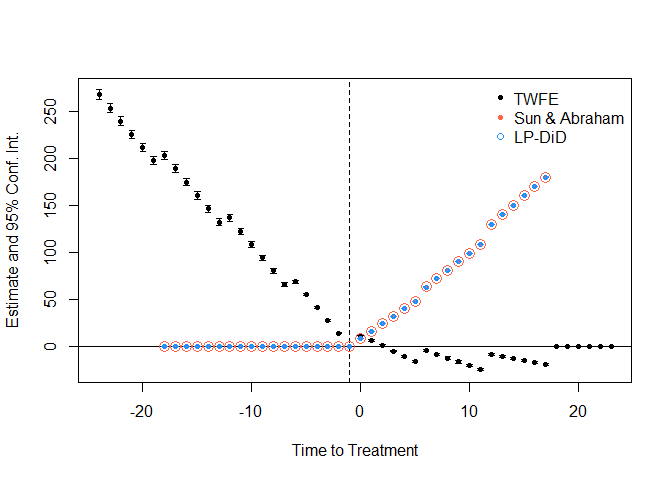 TWFE
Sun & Abraham
LP-DiD
Estimate and 95% Conf. Int.
250
200
150
100
50
0
-20
-10
0
10
20
Time to Treatment